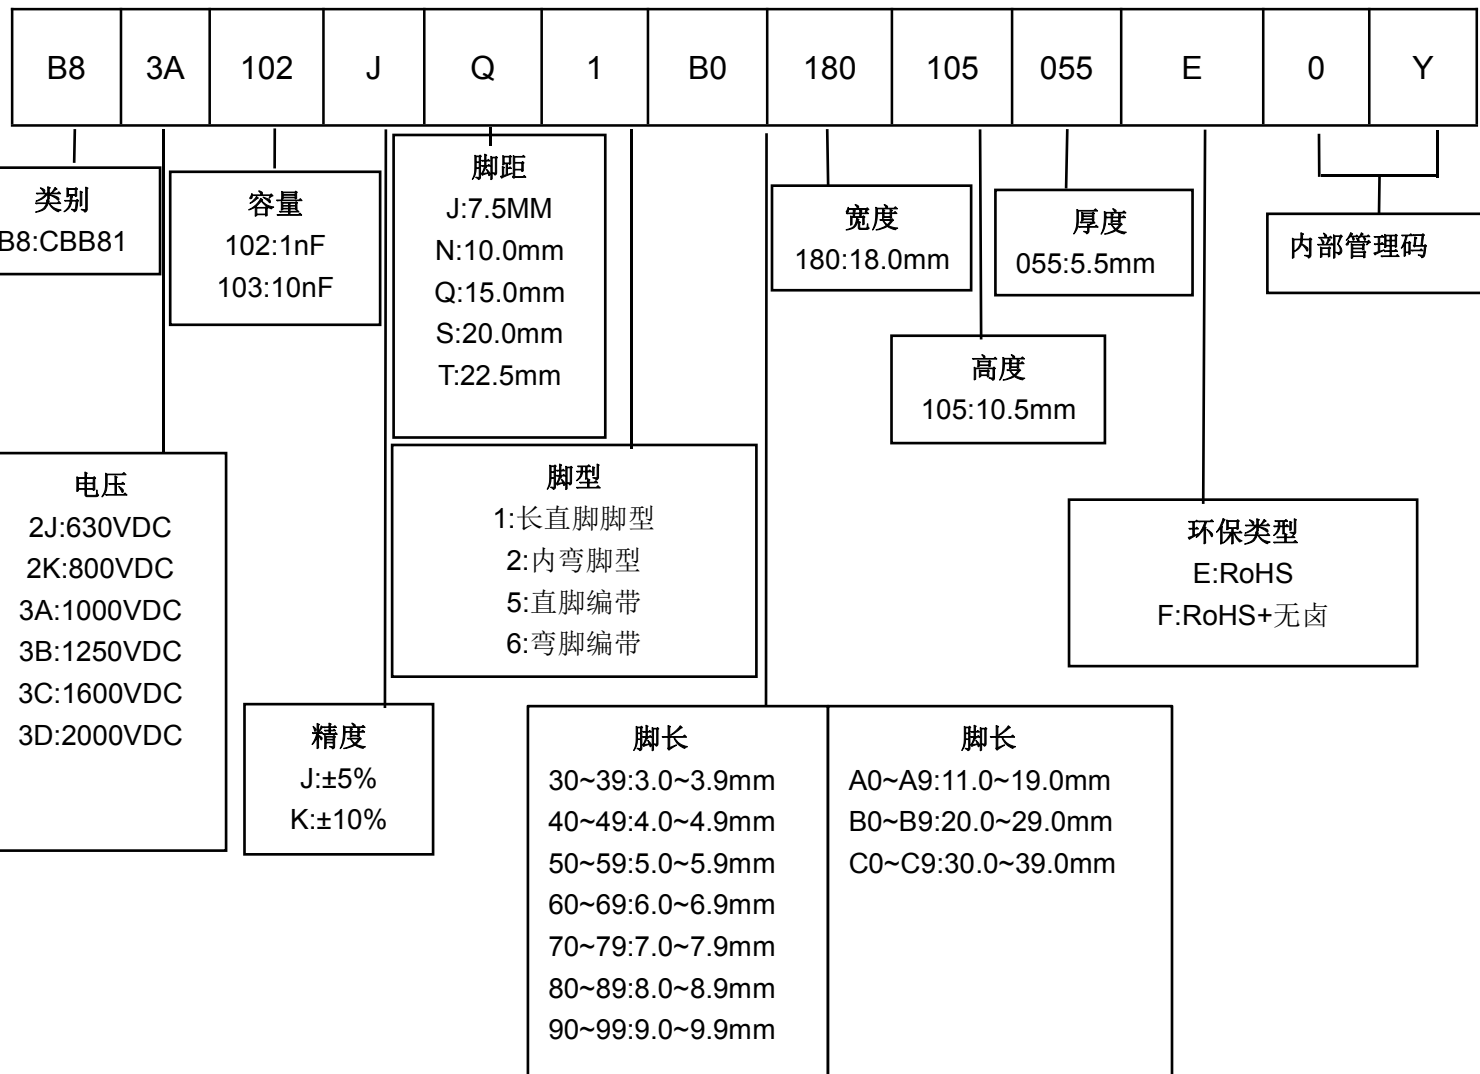 B8 3A 102 J Q 1 B0 180 105 055 E 0 Y
类别
B8:CBB81
容量
102:1nF
103:10nF
脚距
J:7.5MM
N:10.0mm
Q:15.0mm
S:20.0mm
T:22.5mm
宽度
180:18.0mm
厚度
055:5.5mm
内部管理码
高度
105:10.5mm
电压
2J:630VDC
2K:800VDC
3A:1000VDC
3B:1250VDC
3C:1600VDC
3D:2000VDC
脚型
1:长直脚脚型
2:内弯脚型
5:直脚编带
6:弯脚编带
环保类型
E:RoHS
F:RoHS+无卤
精度
J:±5%
K:±10%
脚长
30~39:3.0~3.9mm
40~49:4.0~4.9mm
50~59:5.0~5.9mm
60~69:6.0~6.9mm
70~79:7.0~7.9mm
80~89:8.0~8.9mm
90~99:9.0~9.9mm
脚长
A0~A9:11.0~19.0mm
B0~B9:20.0~29.0mm
C0~C9:30.0~39.0mm